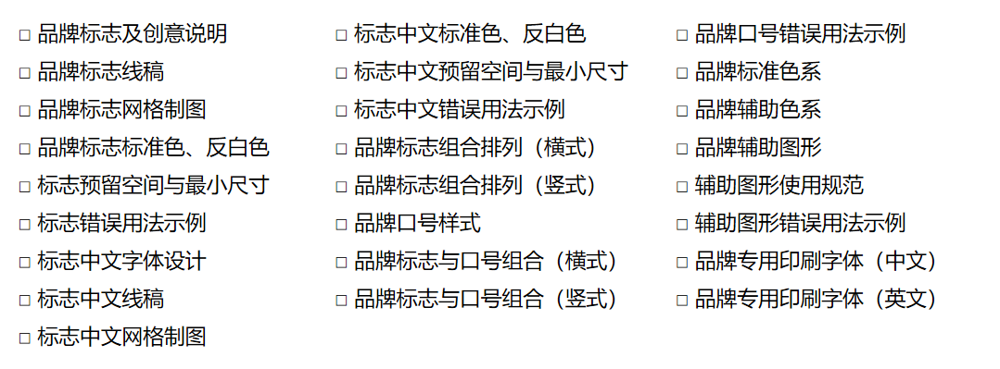 □ 品牌标志及创意说明
□ 品牌标志线稿
□ 品牌标志网格制图
□ 品牌标志标准色、反白色
□ 标志预留空间与最小尺寸
□ 标志错误用法示例
□ 标志中文字体设计
□ 标志中文线稿
□ 标志中文网格制图
□ 标志中文标准色、反白色
□ 标志中文预留空间与最小尺寸
□ 标志中文错误用法示例
□ 品牌标志组合排列（横式）
□ 品牌标志组合排列（竖式）
□ 品牌口号样式
□ 品牌标志与口号组合（横式）
□ 品牌标志与口号组合（竖式）
□ 品牌口号错误用法示例
□ 品牌标准色系
□ 品牌辅助色系
□ 品牌辅助图形
□ 辅助图形使用规范
□ 辅助图形错误用法示例
□ 品牌专用印刷字体（中文）
□ 品牌专用印刷字体（英文）